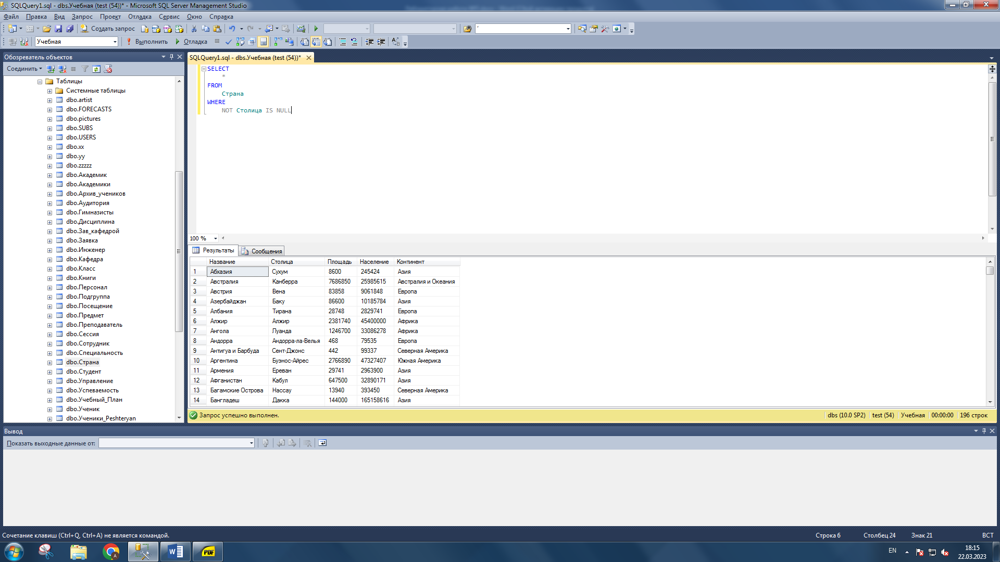 SQLQuery1.sql - dbs.Учебная (test (54))* - Microsoft SQL Server Management Studio
Файл Правка Вид Запрос Проект Отладка Сервис Окно Справка
Создать запрос
Учебная Выполнить Отладка
Обозреватель объектов
Соединить
Таблицы
Системные таблицы
dbo.artist
dbo.FORECASTS
dbo.pictures
dbo.SUBS
dbo.USERS
dbo.xx
dbo.yy
dbo.zzzzz
dbo.Академик
dbo.Академики
dbo.Архив_учеников
dbo.Аудитория
dbo.Гимназисты
dbo.Дисциплина
dbo.Зав_кафедрой
dbo.Заявка
dbo.Инженер
dbo.Кафедра
dbo.Класс
dbo.Книги
dbo.Персонал
dbo.Подгруппа
dbo.Посещение
dbo.Предмет
dbo.Преподаватель
dbo.Сессия
dbo.Сотрудник
dbo.Специальность
dbo.Страна
dbo.Студент
dbo.Управление
dbo.Успеваемость
dbo.Учебный_План
dbo.Ученик
dbo.Ученики_Peshteryan
SQLQuery1.sql - dbs.Учебная (test (54))*
SELECT
*
FROM
Страна
WHERE
NOT Столица IS NULL
100 %
Результаты Сообщения
Название Столица Площадь Население Континент
1 Абхазия Сухум 8600 245424 Азия
2 Австралия Канберра 7686850 25985615 Австралия и Океания
3 Австрия Вена 83858 9061848 Европа
4 Азербайджан Баку 86600 10185784 Азия
5 Албания Тирана 28748 2829741 Европа
6 Алжир Алжир 2381740 45400000 Африка
7 Ангола Луанда 1246700 33086278 Африка
8 Андорра Андорра-ла-Велья 468 79535 Европа
9 Антигуа и Барбуда Сент-Джонс 442 99337 Северная Америка
10 Аргентина Буэнос-Айрес 2766890 47327407 Южная Америка
11 Армения Ереван 29741 2963900 Азия
12 Афганистан Кабул 647500 32890171 Азия
13 Багамские Острова Нассау 13940 393450 Северная Америка
14 Бангладеш Дакка 144000 165158616 Азия
Запрос успешно выполнен. dbs (10.0 SP2) test (54) Учебная 00:00:00 196 строк
Вывод
Показать выходные данные от:
Сочетание клавиш (Ctrl+Q, Ctrl+A) не является командой. Строка 6 Столбец 24 Знак 21 ВСТ
EN
18:15
22.03.2023